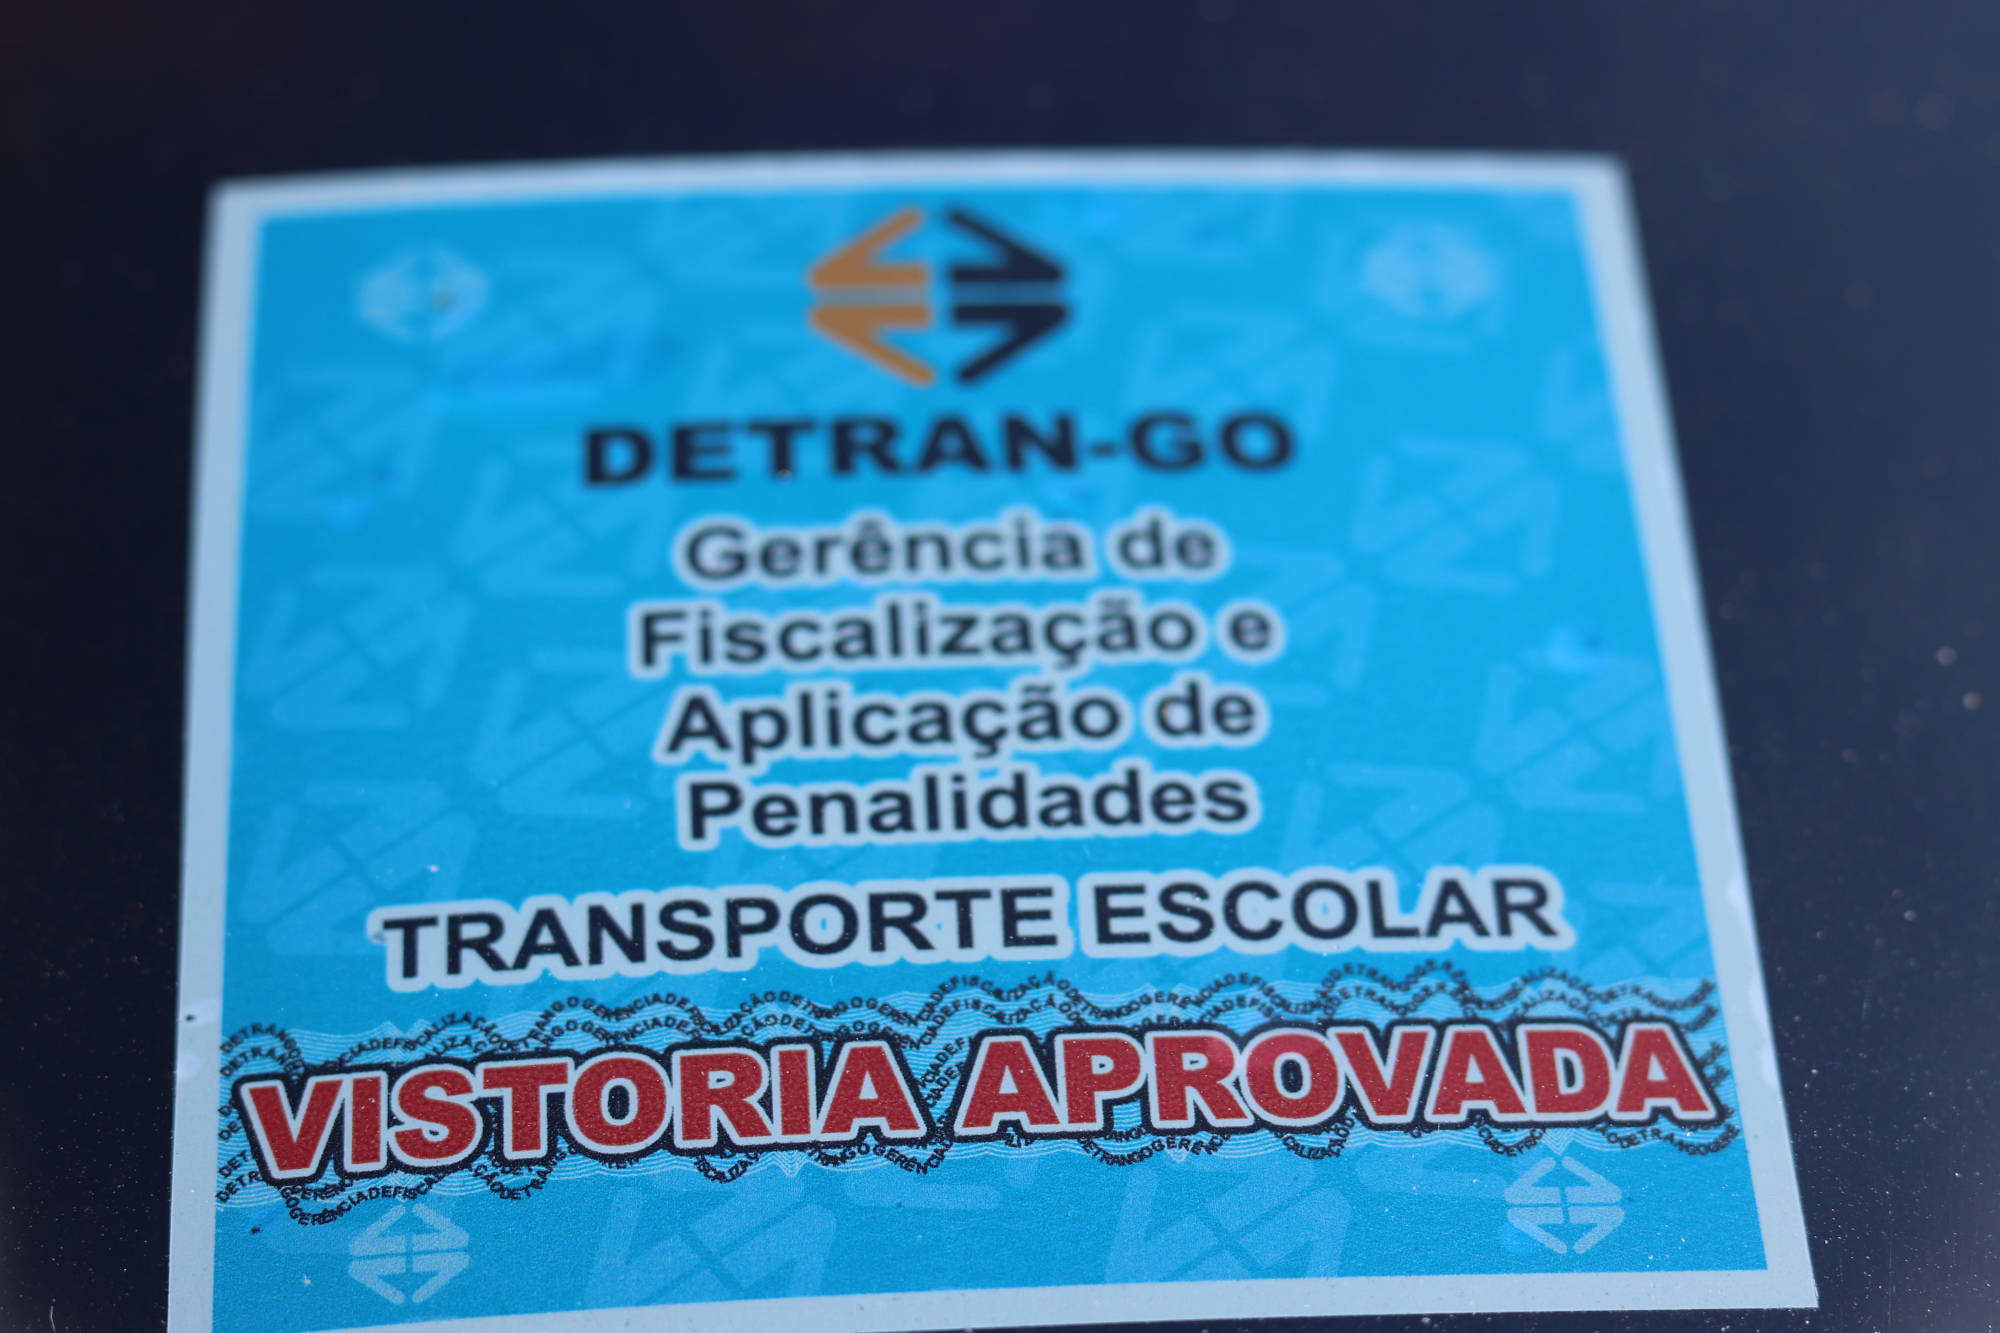 DETRAN-GO
Gerência de
Fiscalização e
Aplicação de
Penalidades
TRANSPORTE ESCOLAR
VISTORIA APROVADA